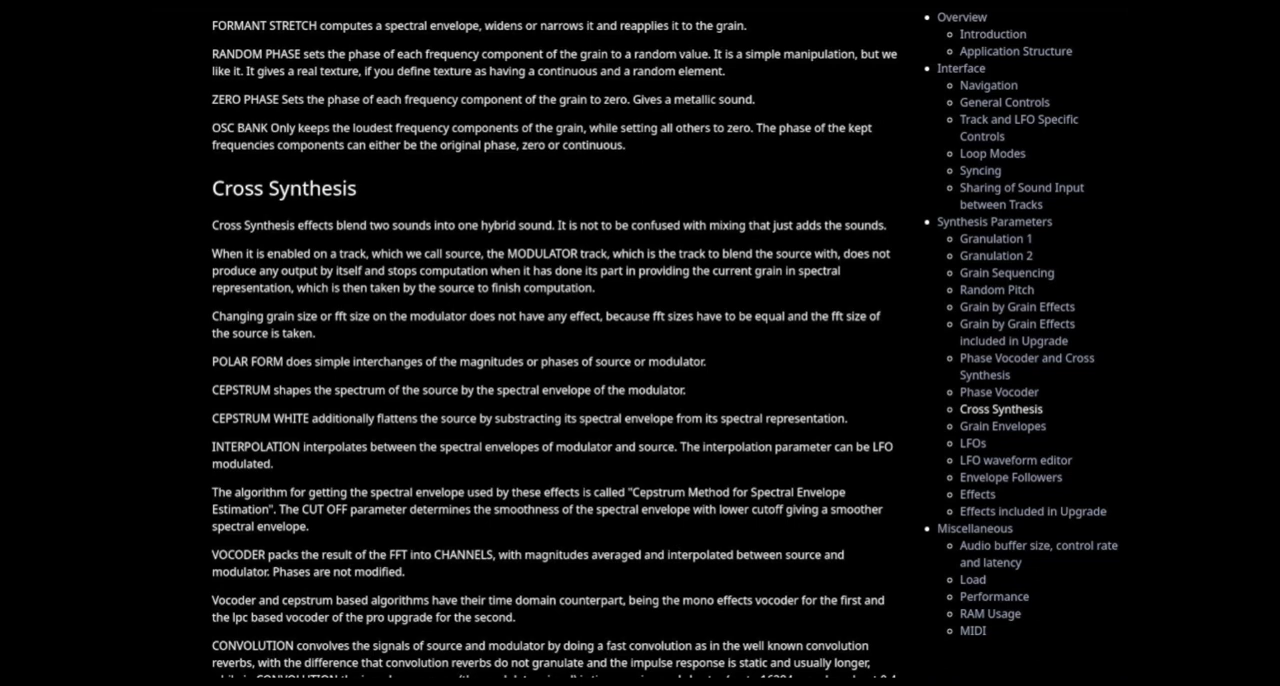 FORMANT STRETCH computes a spectral envelope, widens or narrows it and reapplies it to the grain.
RANDOM PHASE sets the phase of each frequency component of the grain to a random value. It is a simple manipulation, but we
like it. It gives a real texture, if you define texture as having a continuous and a random element.
ZERO PHASE Sets the phase of each frequency component of the grain to zero. Gives a metallic sound.
OSC BANK Only keeps the loudest frequency components of the grain, while setting all others to zero. The phase of the kept
frequencies components can either be the original phase, zero or continuous.
Cross Synthesis
Cross Synthesis effects blend two sounds into one hybrid sound. It is not to be confused with mixing that just adds the sounds.
When it is enabled on a track, which we call source, the MODULATOR track, which is the track to blend the source with, does not
produce any output by itself and stops computation when it has done its part in providing the current grain in spectral
representation, which is then taken by the source to finish computation.
Changing grain size or fft size on the modulator does not have any effect, because fft sizes have to be equal and the fft size of
the source is taken.
POLAR FORM does simple interchanges of the magnitudes or phases of source or modulator.
CEPSTRUM shapes the spectrum of the source by the spectral envelope of the modulator.
CEPSTRUM WHITE additionally flattens the source by substracting its spectral envelope from its spectral representation.
INTERPOLATION interpolates between the spectral envelopes of modulator and source. The interpolation parameter can be LFO
modulated.
The algorithm for getting the spectral envelope used by these effects is called "Cepstrum Method for Spectral Envelope
Estimation". The CUT OFF parameter determines the smoothness of the spectral envelope with lower cutoff giving a smoother
spectral envelope.
VOCODER packs the result of the FFT into CHANNELS, with magnitudes averaged and interpolated between source and
modulator. Phases are not modified.
Vocoder and cepstrum based algorithms have their time domain counterpart, being the mono effects vocoder for the first and
the lpc based vocoder of the pro upgrade for the second.
CONVOLUTION convolves the signals of source and modulator by doing a fast convolution as in the well known convolution
reverbs, with the difference that convolution reverbs do not granulate and the impulse response is static and usually longer,
Overview
Introduction
Application Structure
Interface
Navigation
General Controls
Track and LFO Specific
Controls
Loop Modes
Syncing
Sharing of Sound Input
between Tracks
Synthesis Parameters
Granulation 1
Granulation 2
Grain Sequencing
Random Pitch
Grain by Grain Effects
Grain by Grain Effects
included in Upgrade
Phase Vocoder and Cross
Synthesis
Phase Vocoder
Cross Synthesis
Grain Envelopes
LFOs
LFO waveform editor
Envelope Followers
Effects
Effects included in Upgrade
Miscellaneous
Audio buffer size, control rate
and latency
Load
Performance
RAM Usage
MIDI